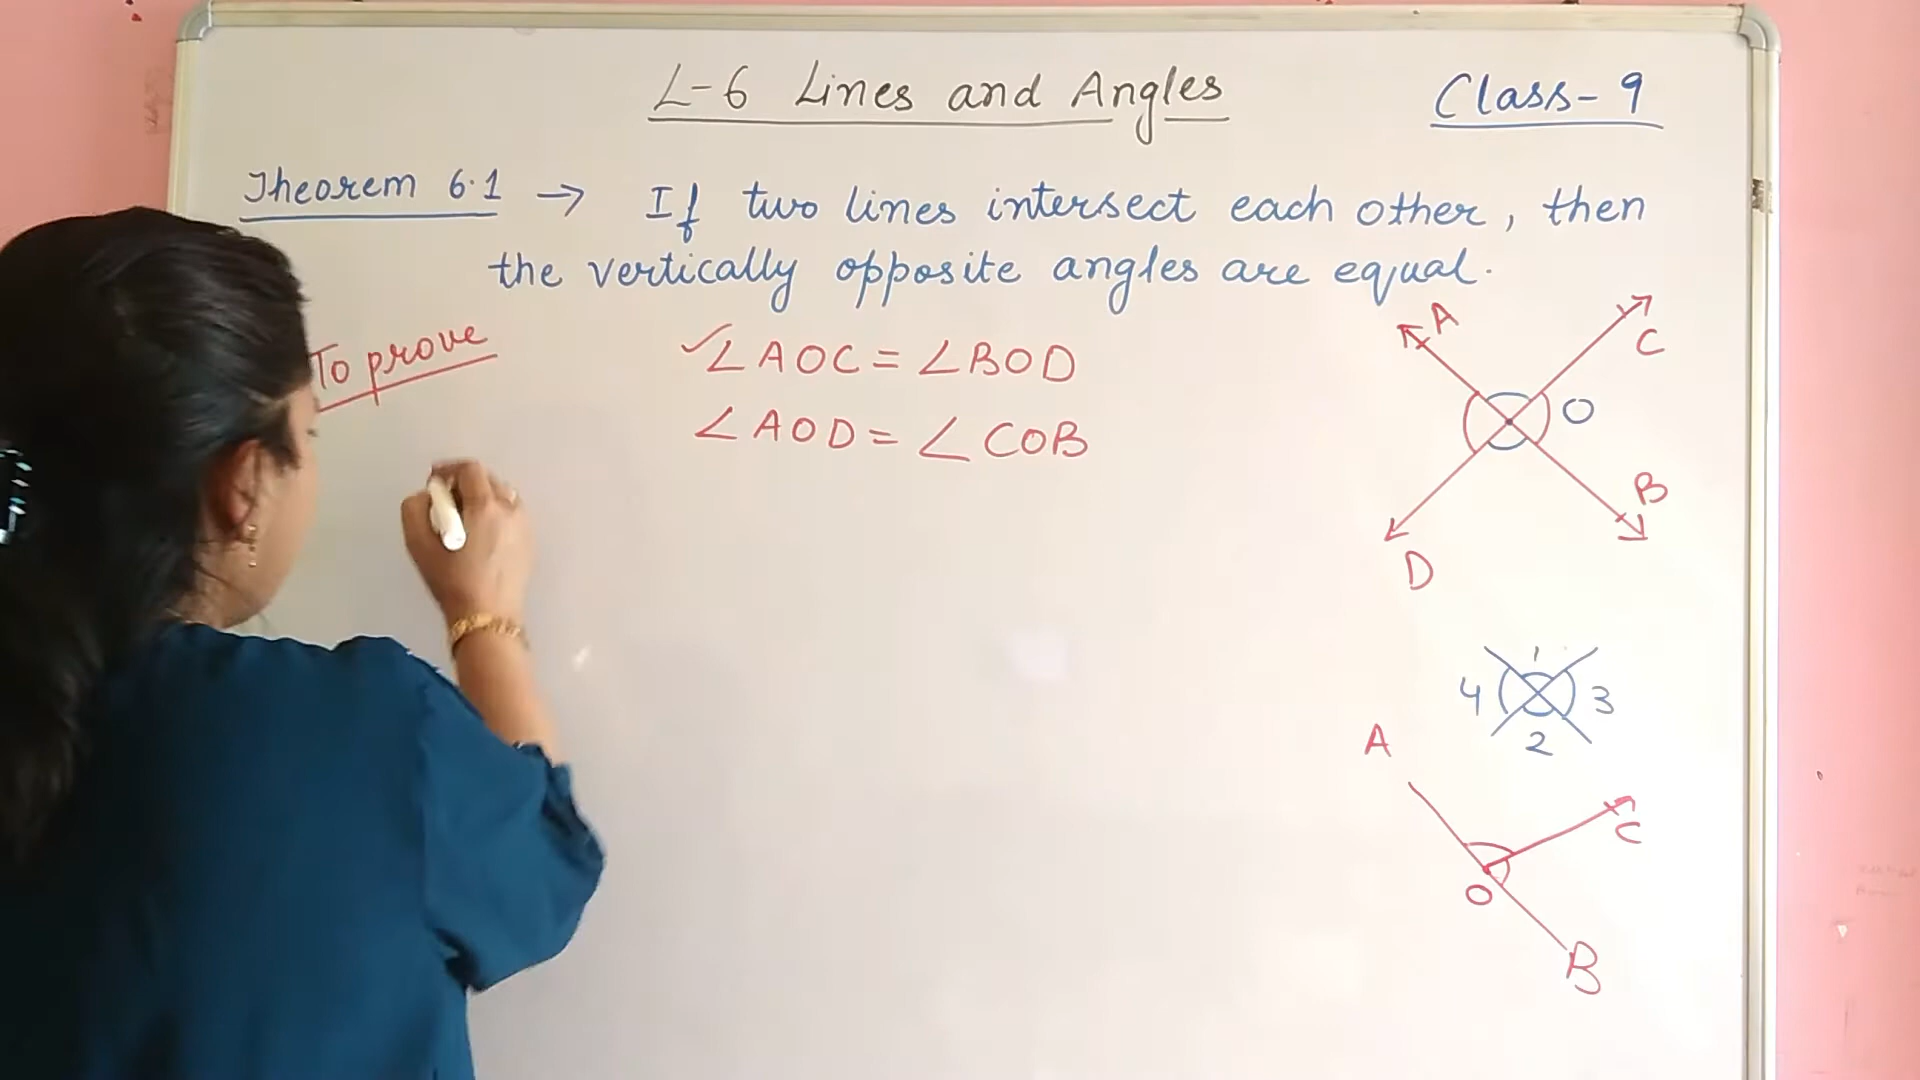 L-6 Lines and Angles
Class-9
Theorem 6.1 → If two lines intersect each other, then
the vertically opposite angles are equal.
To prove
✓∠AOC = ∠BOD
∠AOD = ∠COB
A
C
O
B
D
1
4 3
2
A
C
O
B